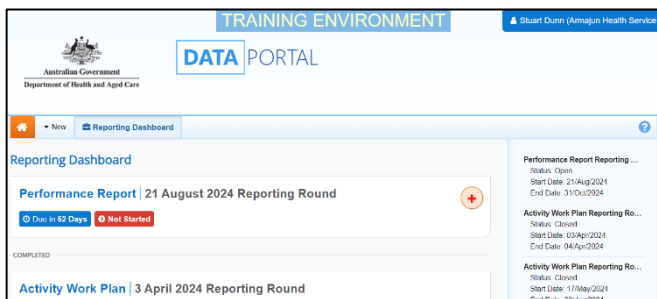 TRAINING ENVIRONMENT
Stuart Dunn (Armajun Health Service
Australian Government
Department of Health and Aged Care
DATA PORTAL
New
Reporting Dashboard
Reporting Dashboard
Performance Report | 21 August 2024 Reporting Round
Due in 52 Days
Not Started
COMPLETED
Activity Work Plan | 3 April 2024 Reporting Round
Performance Report Reporting ...
Status: Open
Start Date: 21/Aug/2024
End Date: 31/Oct/2024
Activity Work Plan Reporting Ro...
Status: Closed
Start Date: 03/Apr/2024
End Date: 04/Apr/2024
Activity Work Plan Reporting Ro...
Status: Closed
Start Date: 17/May/2024